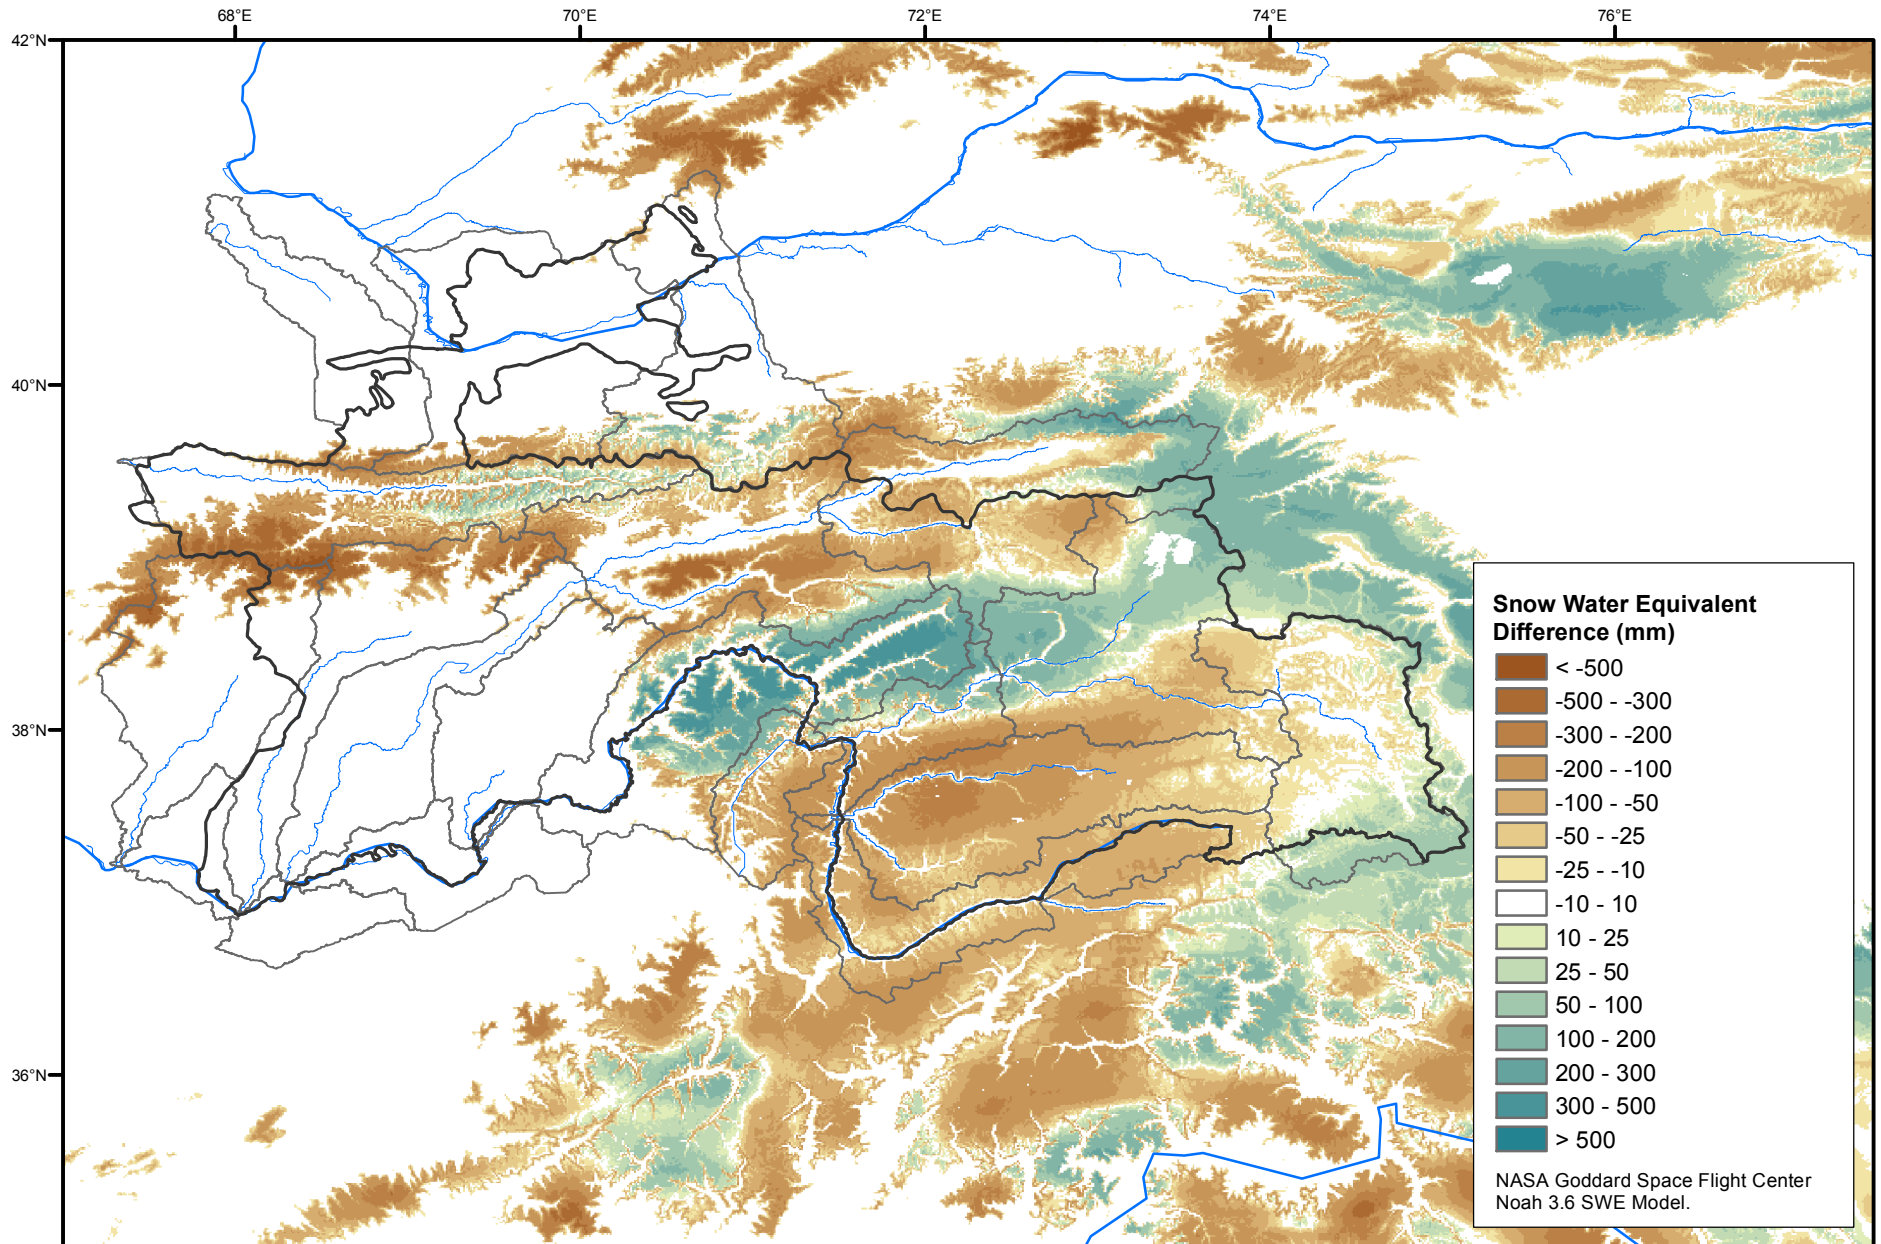 68°E
70°E
72°E
74°E
76°E
42°N
40°N
38°N
36°N
Snow Water Equivalent
Difference (mm)
< -500
-500 - -300
-300 - -200
-200 - -100
-100 - -50
-50 - -25
-25 - -10
-10 - 10
10 - 25
25 - 50
50 - 100
100 - 200
200 - 300
300 - 500
> 500
NASA Goddard Space Flight Center
Noah 3.6 SWE Model.